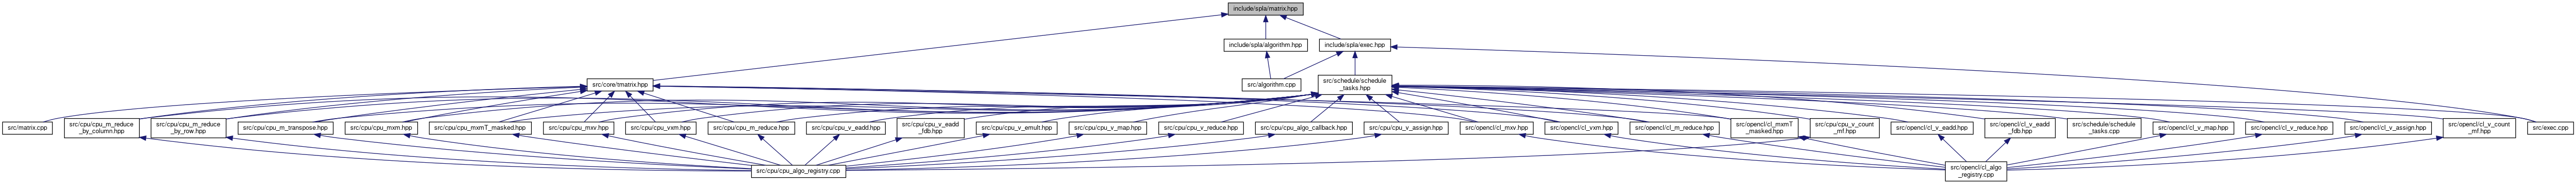 include/spla/matrix.hpp
include/spla/algorithm.hpp
include/spla/exec.hpp
src/core/tmatrix.hpp
src/algorithm.cpp
src/schedule/schedule
_tasks.hpp
src/matrix.cpp
src/cpu/cpu_m_reduce
_by_column.hpp
src/cpu/cpu_m_reduce
_by_row.hpp
src/cpu/cpu_m_transpose.hpp
src/cpu/cpu_mxm.hpp
src/cpu/cpu_mxmT_masked.hpp
src/cpu/cpu_mxv.hpp
src/cpu/cpu_vxm.hpp
src/cpu/cpu_m_reduce.hpp
src/cpu/cpu_v_eadd.hpp
src/cpu/cpu_v_eadd
_fdb.hpp
src/cpu/cpu_v_emult.hpp
src/cpu/cpu_v_map.hpp
src/cpu/cpu_v_reduce.hpp
src/cpu/cpu_algo_callback.hpp
src/cpu/cpu_v_assign.hpp
src/opencl/cl_mxv.hpp
src/opencl/cl_vxm.hpp
src/opencl/cl_m_reduce.hpp
src/opencl/cl_mxmT
_masked.hpp
src/cpu/cpu_v_count
_mf.hpp
src/opencl/cl_v_eadd.hpp
src/opencl/cl_v_eadd
_fdb.hpp
src/schedule/schedule
_tasks.cpp
src/opencl/cl_v_map.hpp
src/opencl/cl_v_reduce.hpp
src/opencl/cl_v_assign.hpp
src/opencl/cl_v_count
_mf.hpp
src/exec.cpp
src/cpu/cpu_algo_registry.cpp
src/opencl/cl_algo
_registry.cpp